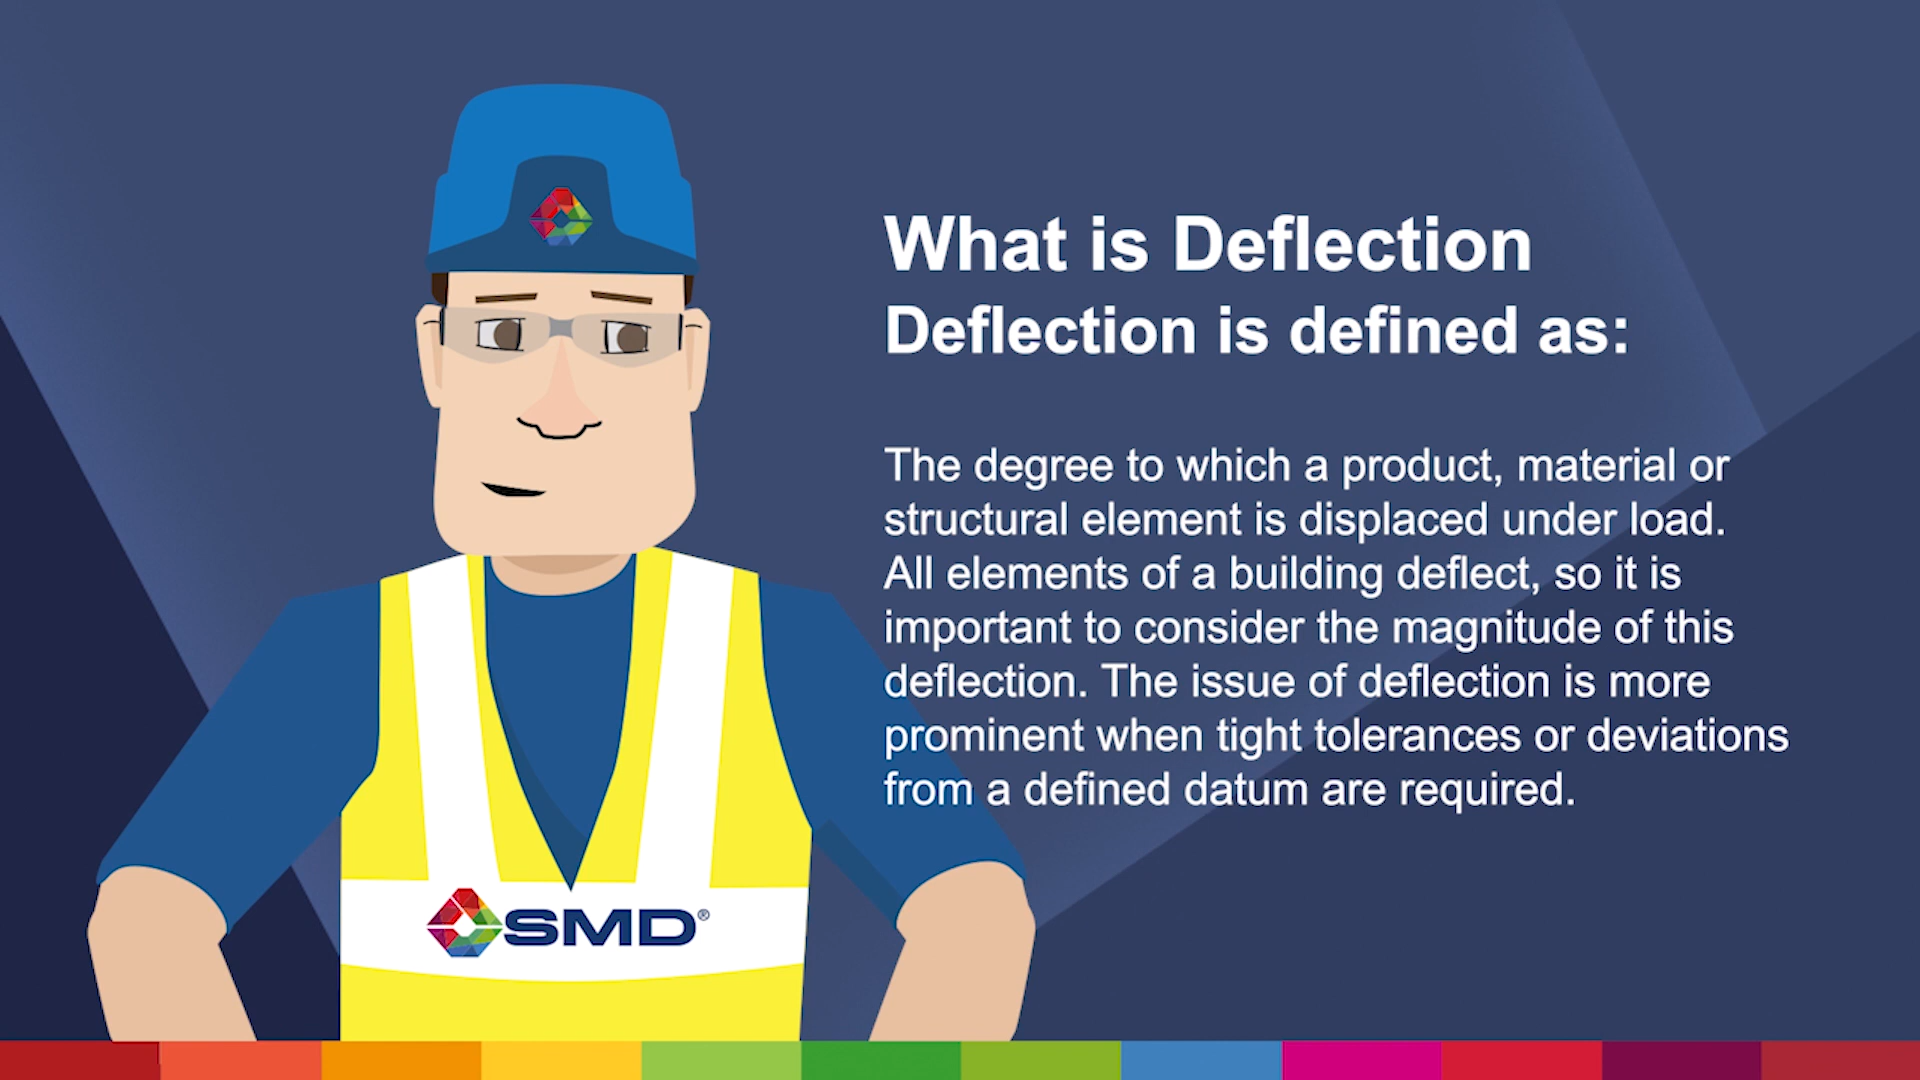 What is Deflection
Deflection is defined as:
The degree to which a product, material or
structural element is displaced under load.
All elements of a building deflect, so it is
important to consider the magnitude of this
deflection. The issue of deflection is more
prominent when tight tolerances or deviations
from a defined datum are required.
SMD®